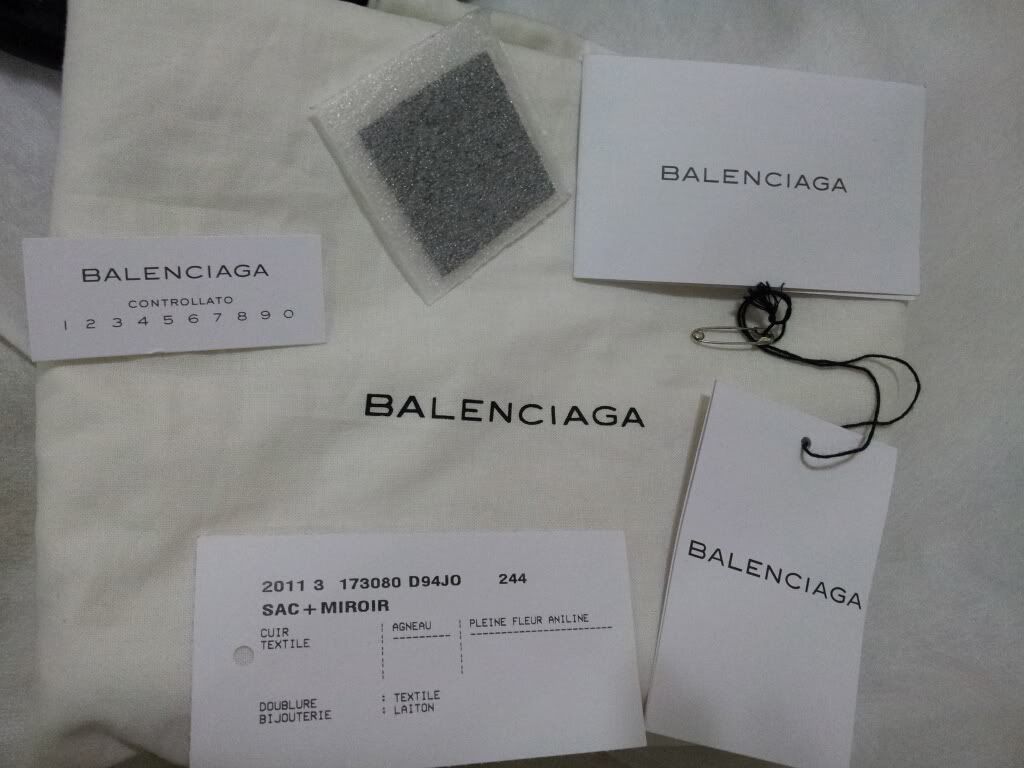 BALENCIAGA
BALENCIAGA
CONTROLLATO
1 2 3 4 5 6 7 8 9 0
BALENCIAGA
BALENCIAGA
2011 3 173080 D94JO 244
SAC+MIROIR
CUIR : AGNEAU : PLEINE FLEUR ANILINE
TEXTILE
DOUBLURE : TEXTILE
BIJOUTERIE : LAITON